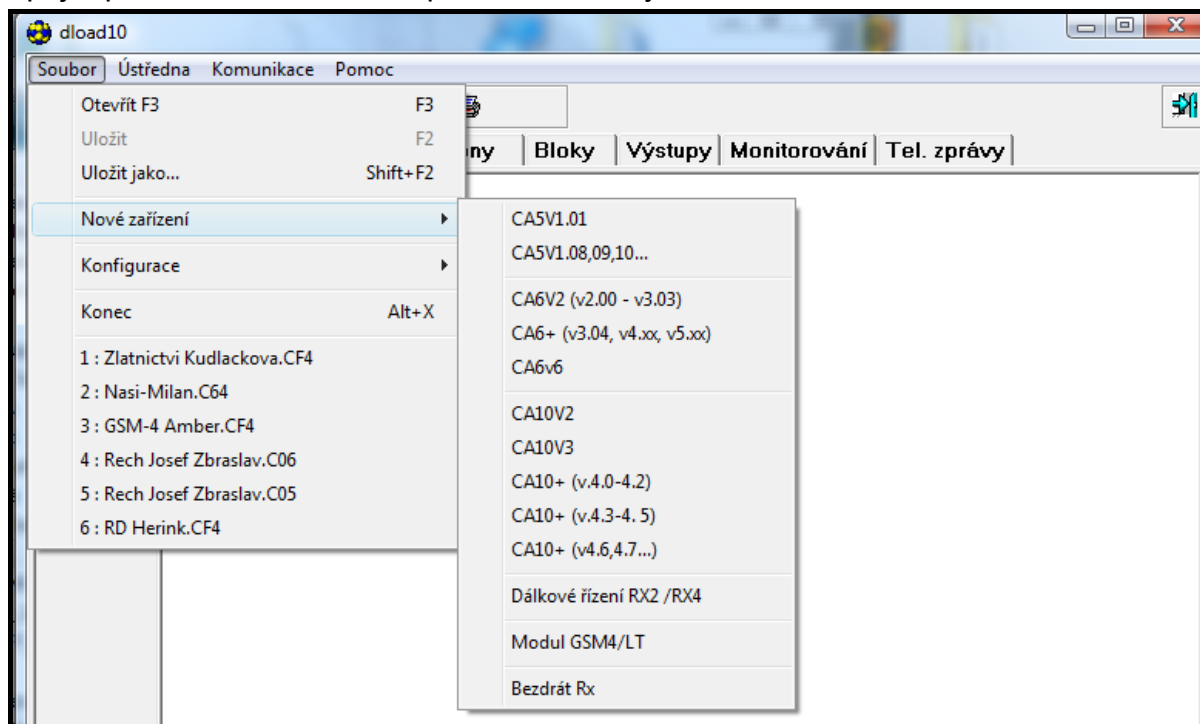 dload10
Soubor Ústředna Komunikace Pomoc
Otevřít F3 F3
Uložit F2
Uložit jako... Shift+F2
Nové zařízení
Konfigurace
Konec Alt+X
1 : Zlatnictvi Kudlackova.CF4
2 : Nasi-Milan.C64
3 : GSM-4 Amber.CF4
4 : Rech Josef Zbraslav.C06
5 : Rech Josef Zbraslav.C05
6 : RD Herink.CF4
Bloky Výstupy Monitorování Tel. zprávy
CA5V1.01
CA5V1.08,09,10...
CA6V2 (v2.00 - v3.03)
CA6+ (v3.04, v4.xx, v5.xx)
CA6v6
CA10V2
CA10V3
CA10+ (v.4.0-4.2)
CA10+ (v.4.3-4. 5)
CA10+ (v4.6,4.7...)
Dálkové řízení RX2 /RX4
Modul GSM4/LT
Bezdrát Rx